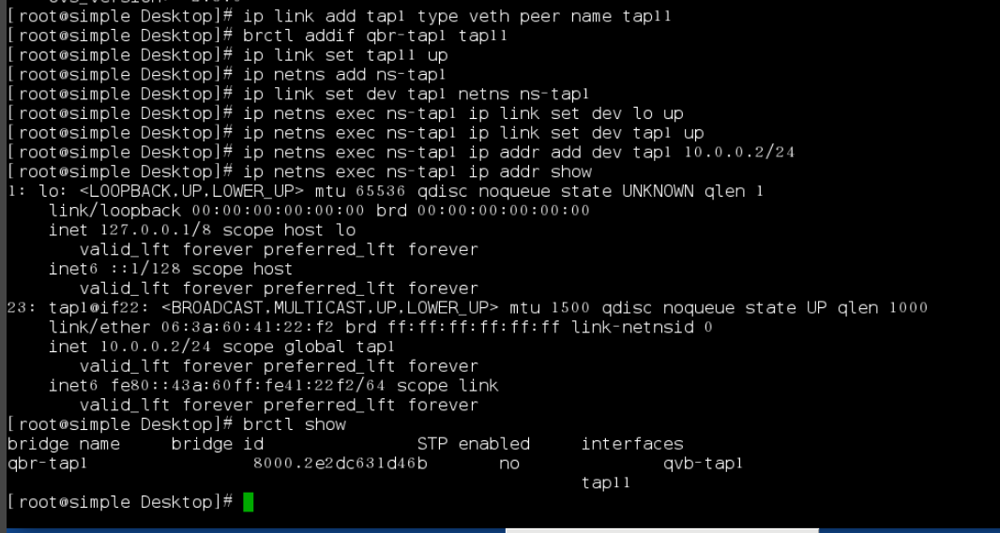 [root@simple Desktop]# ip link add tap1 type veth peer name tap11
[root@simple Desktop]# brctl addif qbr-tap1 tap11
[root@simple Desktop]# ip link set tap11 up
[root@simple Desktop]# ip netns add ns-tap1
[root@simple Desktop]# ip link set dev tap1 netns ns-tap1
[root@simple Desktop]# ip netns exec ns-tap1 ip link set dev lo up
[root@simple Desktop]# ip netns exec ns-tap1 ip link set dev tap1 up
[root@simple Desktop]# ip netns exec ns-tap1 ip addr add dev tap1 10.0.0.2/24
[root@simple Desktop]# ip netns exec ns-tap1 ip addr show
1: lo: <LOOPBACK,UP,LOWER_UP> mtu 65536 qdisc noqueue state UNKNOWN qlen 1
link/loopback 00:00:00:00:00:00 brd 00:00:00:00:00:00
inet 127.0.0.1/8 scope host lo
valid_lft forever preferred_lft forever
inet6 ::1/128 scope host
valid_lft forever preferred_lft forever
23: tap1@if22: <BROADCAST,MULTICAST,UP,LOWER_UP> mtu 1500 qdisc noqueue state UP qlen 1000
link/ether 06:3a:60:41:22:f2 brd ff:ff:ff:ff:ff:ff link-netnsid 0
inet 10.0.0.2/24 scope global tap1
valid_lft forever preferred_lft forever
inet6 fe80::43a:60ff:fe41:22f2/64 scope link
valid_lft forever preferred_lft forever
[root@simple Desktop]# brctl show
bridge name bridge id STP enabled interfaces
qbr-tap1 8000.2e2dc631d46b no qvb-tap1
tap11
[root@simple Desktop]#